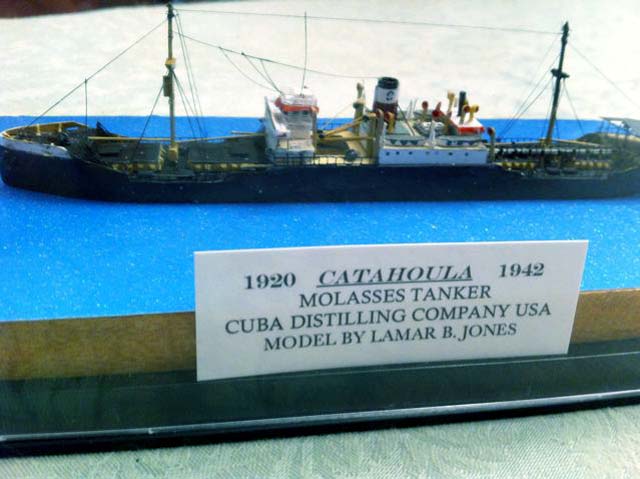 1920 CATAHOULA 1942
MOLASSES TANKER
CUBA DISTILLING COMPANY USA
MODEL BY LAMAR B. JONES